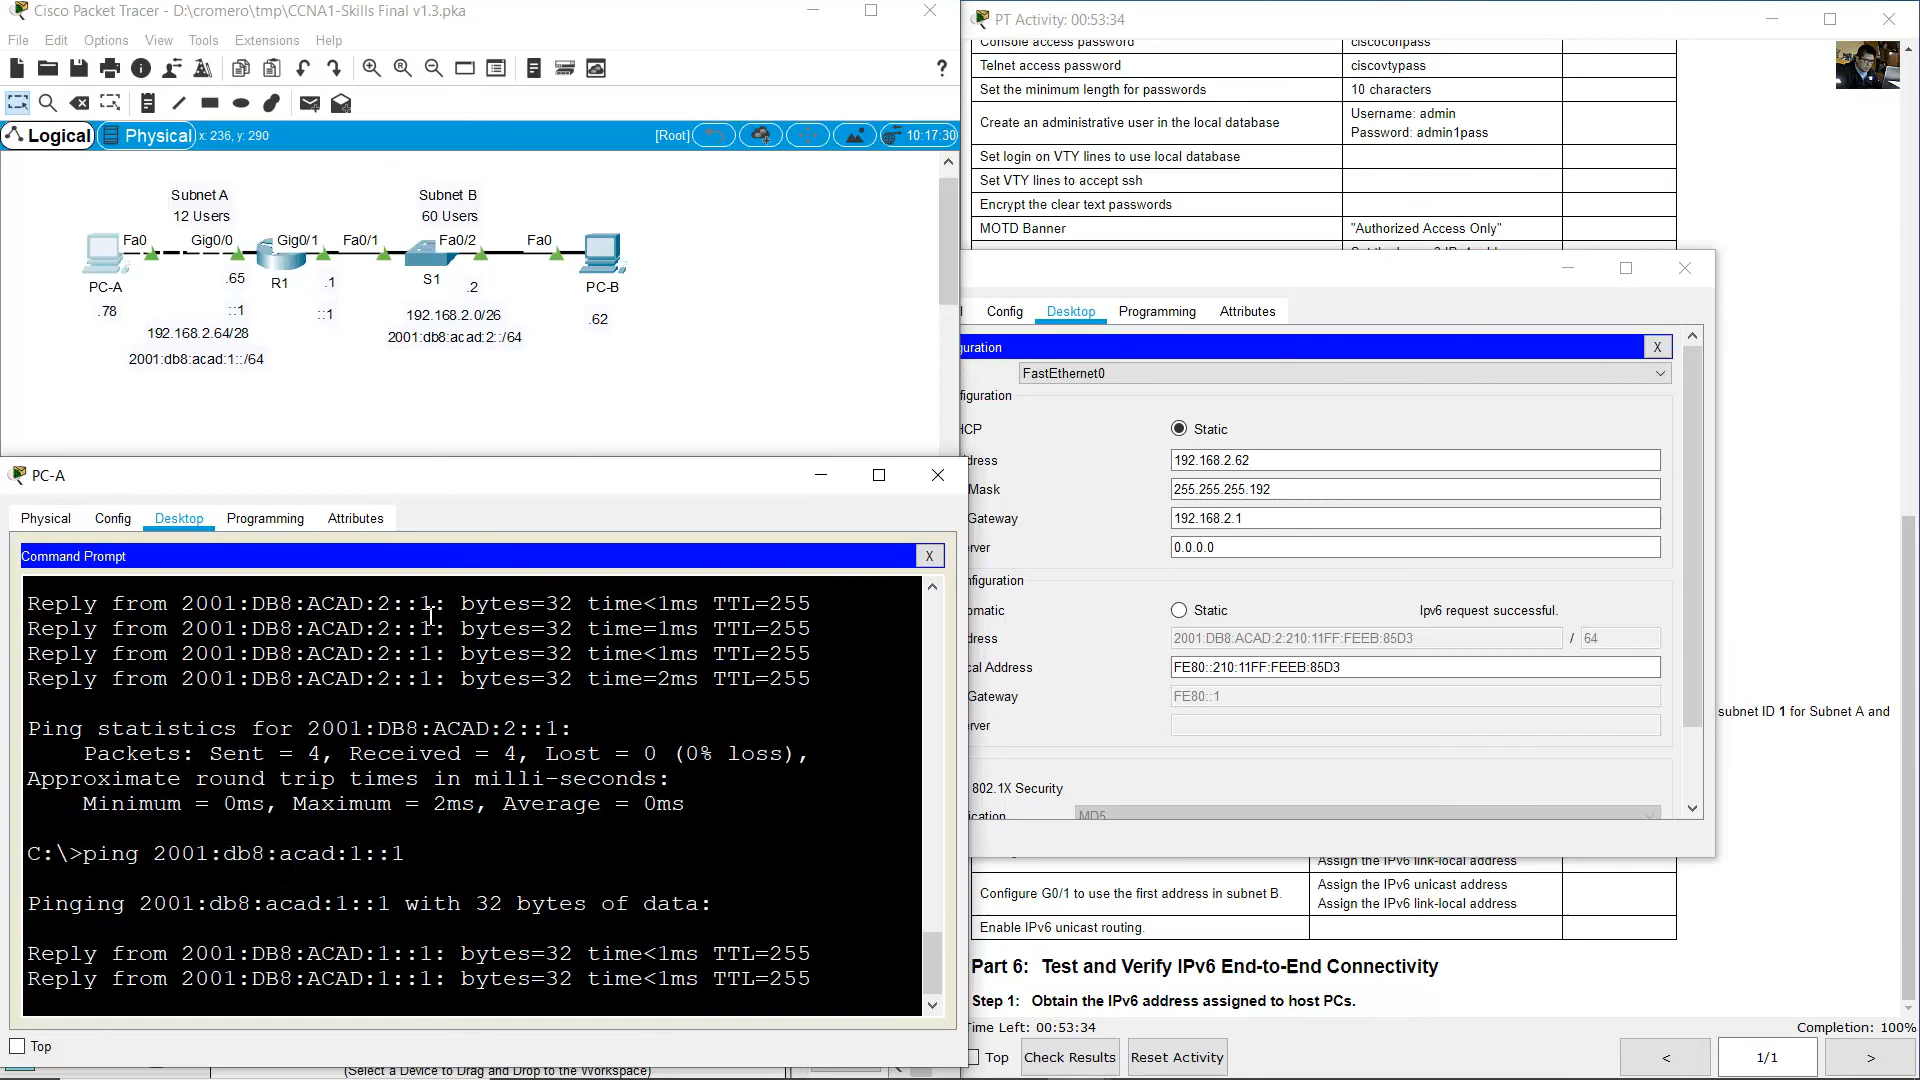 Cisco Packet Tracer - D:\cromero\tmp\CCNA1-Skills Final v1.3.pka
File Edit Options View Tools Extensions Help
Logical Physical x: 236, y: 290 [Root] 10:17:30
Subnet A
12 Users
Subnet B
60 Users
Fa0 Gig0/0 Gig0/1 Fa0/1 Fa0/2 Fa0
PC-A .65 R1 .1 S1 .2 PC-B
.78 ::1 ::1 .62
192.168.2.64/28
2001:db8:acad:1::/64
192.168.2.0/26
2001:db8:acad:2::/64
PC-A
Physical Config Desktop Programming Attributes
Command Prompt X
Reply from 2001:DB8:ACAD:2::1: bytes=32 time<1ms TTL=255
Reply from 2001:DB8:ACAD:2::1: bytes=32 time=1ms TTL=255
Reply from 2001:DB8:ACAD:2::1: bytes=32 time<1ms TTL=255
Reply from 2001:DB8:ACAD:2::1: bytes=32 time=2ms TTL=255
Ping statistics for 2001:DB8:ACAD:2::1:
Packets: Sent = 4, Received = 4, Lost = 0 (0% loss),
Approximate round trip times in milli-seconds:
Minimum = 0ms, Maximum = 2ms, Average = 0ms
C:\>ping 2001:db8:acad:1::1
Pinging 2001:db8:acad:1::1 with 32 bytes of data:
Reply from 2001:DB8:ACAD:1::1: bytes=32 time<1ms TTL=255
Reply from 2001:DB8:ACAD:1::1: bytes=32 time<1ms TTL=255
Top
(Select a Device to Drag and Drop to the Workspace)
PT Activity: 00:53:34
Console access password ciscoconpass
Telnet access password ciscovtypass
Set the minimum length for passwords 10 characters
Create an administrative user in the local database Username: admin
Password: admin1pass
Set login on VTY lines to use local database
Set VTY lines to accept ssh
Encrypt the clear text passwords
MOTD Banner "Authorized Access Only"
Config Desktop Programming Attributes
guration X
FastEthernet0
figuration
HCP Static
dress 192.168.2.62
Mask 255.255.255.192
Gateway 192.168.2.1
erver 0.0.0.0
nfiguration
omatic Static Ipv6 request successful.
dress 2001:DB8:ACAD:2:210:11FF:FEEB:85D3 / 64
cal Address FE80::210:11FF:FEEB:85D3
Gateway FE80::1
erver
802.1X Security
ication MD5
subnet ID 1 for Subnet A and
Assign the IPv6 link-local address
Configure G0/1 to use the first address in subnet B. Assign the IPv6 unicast address
Assign the IPv6 link-local address
Enable IPv6 unicast routing.
Part 6: Test and Verify IPv6 End-to-End Connectivity
Step 1: Obtain the IPv6 address assigned to host PCs.
Time Left: 00:53:34 Completion: 100%
Top Check Results Reset Activity < 1/1 >